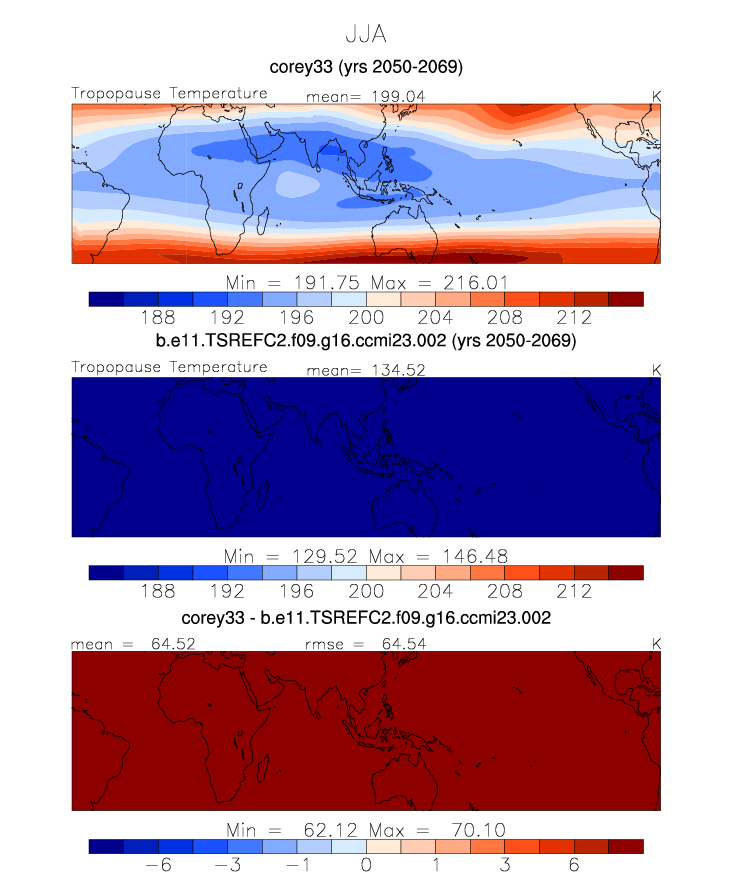 JJA
corey33 (yrs 2050-2069)
Tropopause Temperature mean= 199.04 K
Min = 191.75 Max = 216.01
188 192 196 200 204 208 212
b.e11.TSREFC2.f09.g16.ccmi23.002 (yrs 2050-2069)
Tropopause Temperature mean= 134.52 K
Min = 129.52 Max = 146.48
188 192 196 200 204 208 212
corey33 - b.e11.TSREFC2.f09.g16.ccmi23.002
mean = 64.52 rmse = 64.54 K
Min = 62.12 Max = 70.10
-6 -3 -1 0 1 3 6